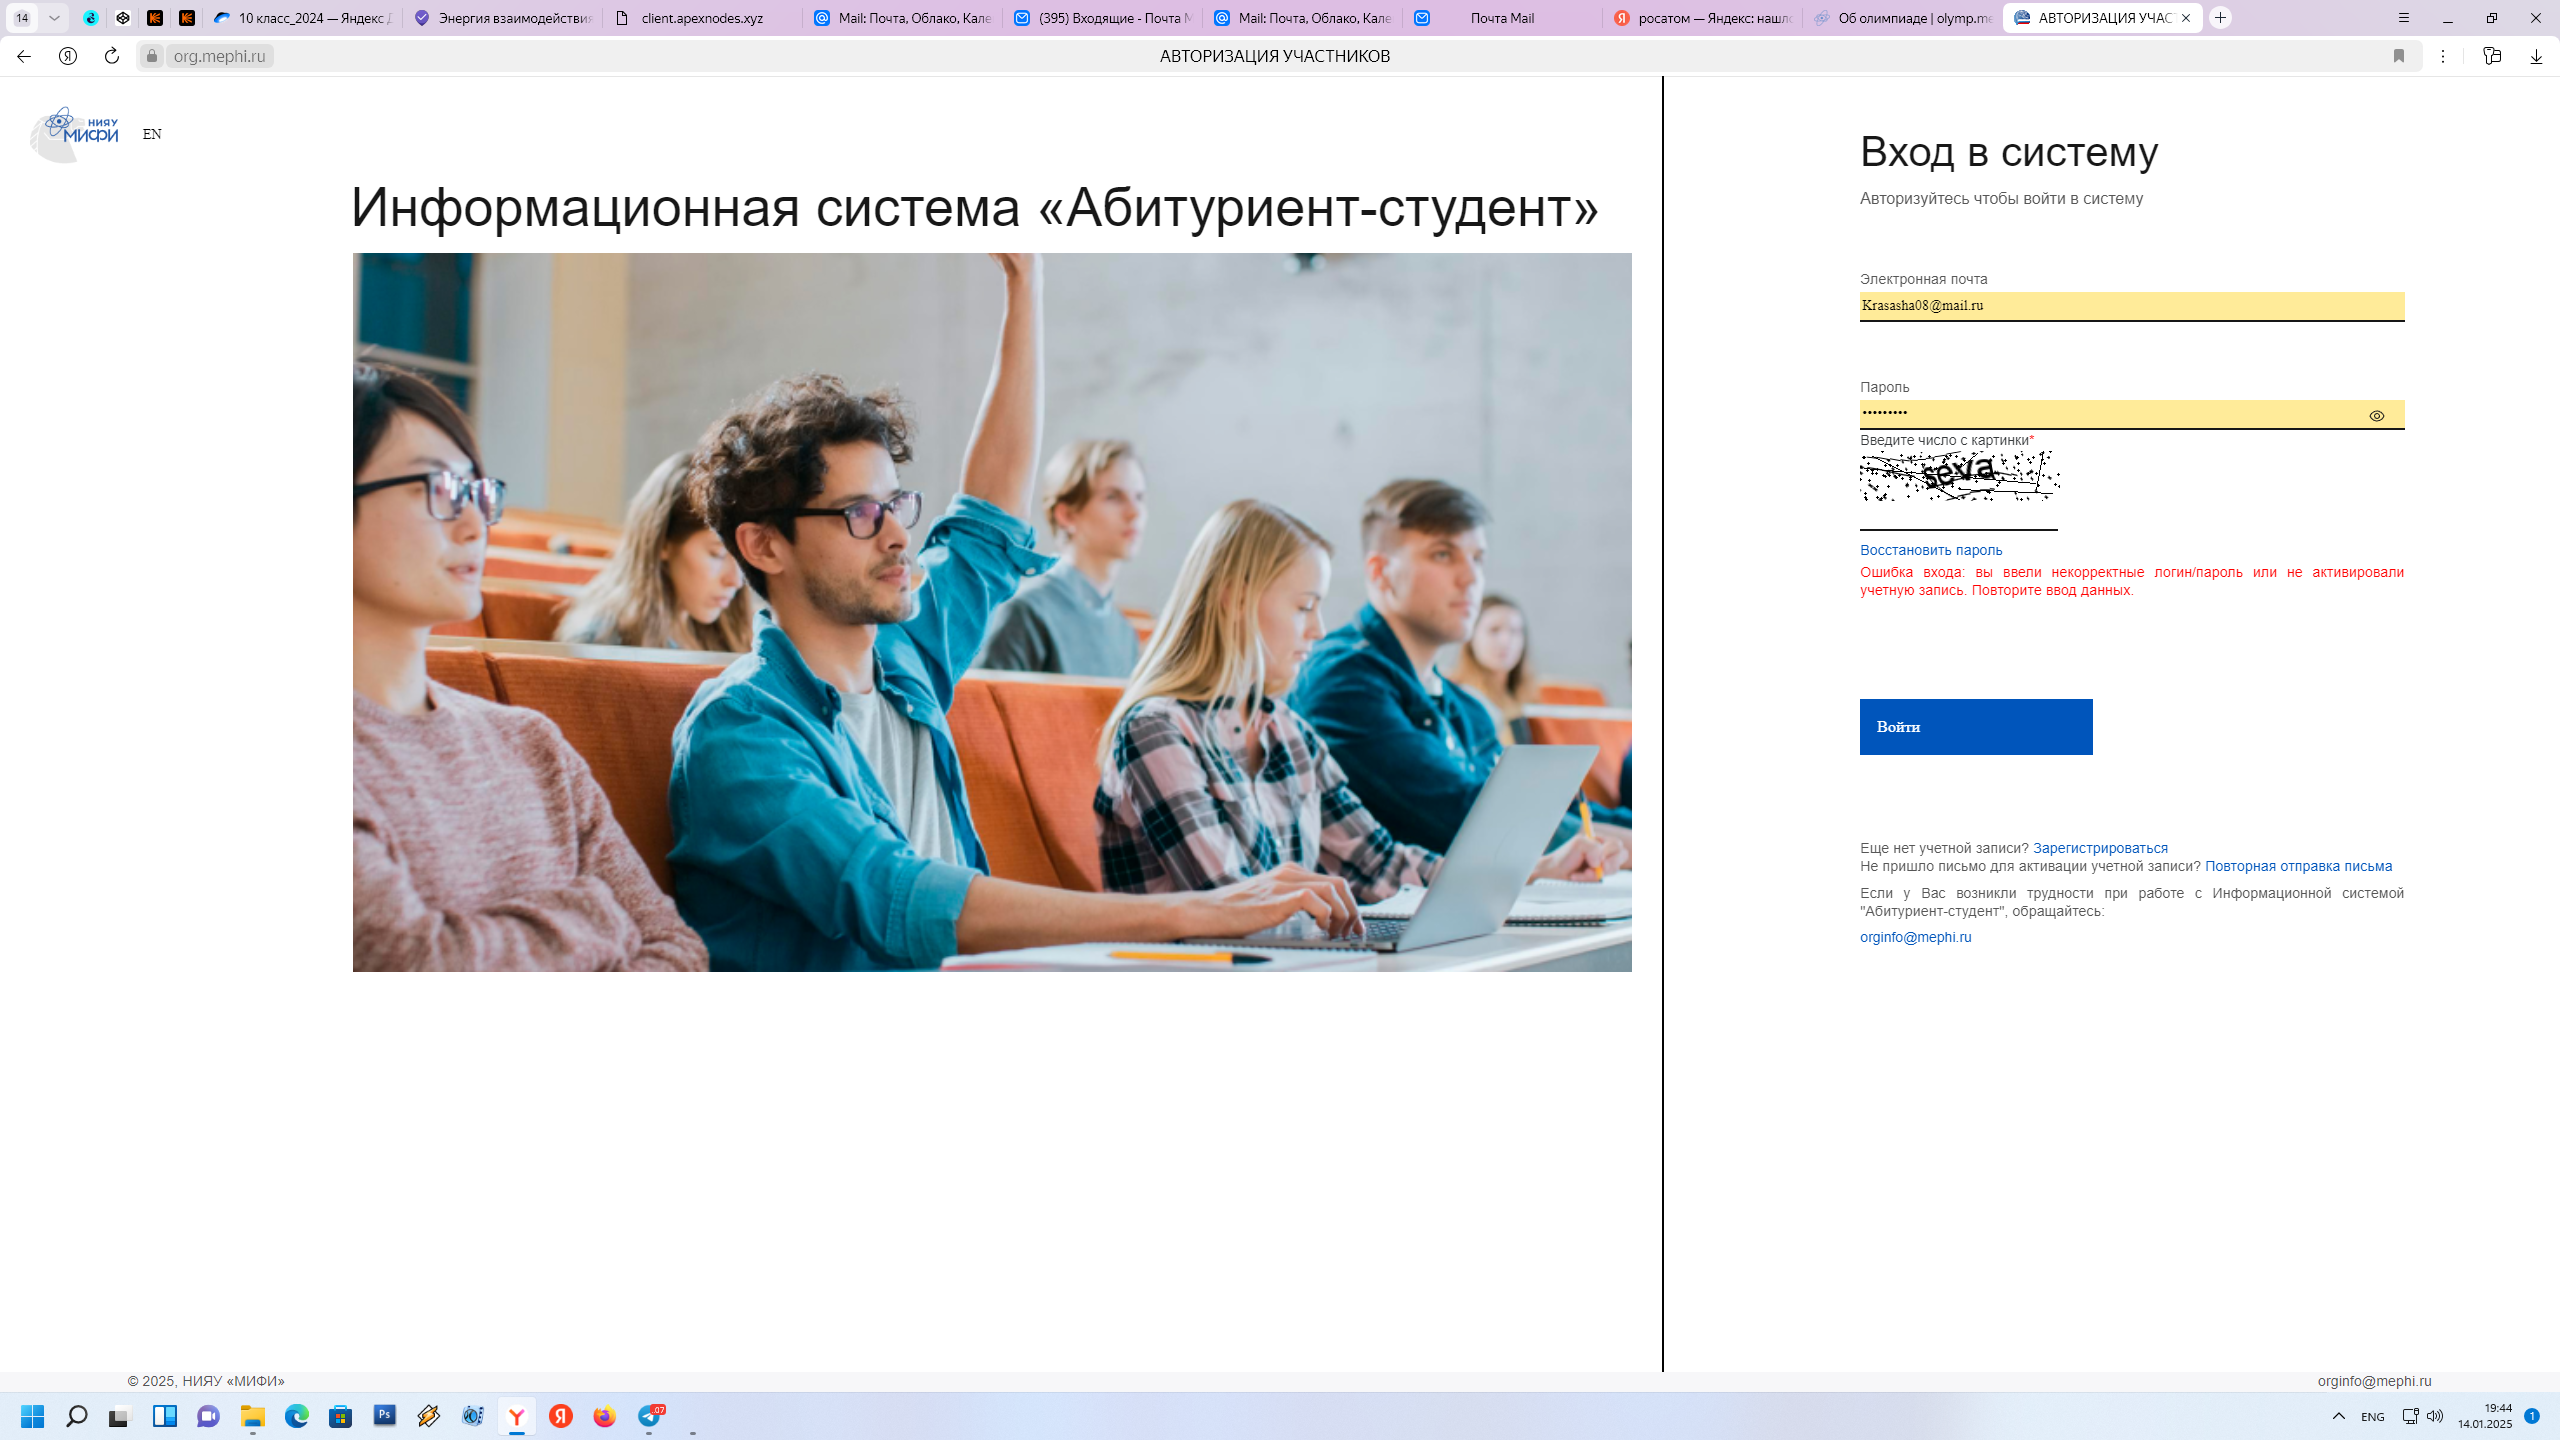 14
10 класс_2024 — Яндекс Д
Энергия взаимодействия
client.apexnodes.xyz
Mail: Почта, Облако, Кале
(395) Входящие - Почта M
Mail: Почта, Облако, Кале
Почта Mail
росатом — Яндекс: нашло
Об олимпиаде | olymp.me
АВТОРИЗАЦИЯ УЧАС
org.mephi.ru
АВТОРИЗАЦИЯ УЧАСТНИКОВ
НИЯУ
МИФИ
EN
Информационная система «Абитуриент-студент»
Вход в систему
Авторизуйтесь чтобы войти в систему
Электронная почта
Krasasha08@mail.ru
Пароль
•••••••••
Введите число с картинки*
seva
Восстановить пароль
Ошибка входа: вы ввели некорректные логин/пароль или не активировали
учетную запись. Повторите ввод данных.
Войти
Еще нет учетной записи? Зарегистрироваться
Не пришло письмо для активации учетной записи? Повторная отправка письма
Если у Вас возникли трудности при работе с Информационной системой
"Абитуриент-студент", обращайтесь:
orginfo@mephi.ru
© 2025, НИЯУ «МИФИ»
orginfo@mephi.ru
Ps
ENG
19:44
14.01.2025
1